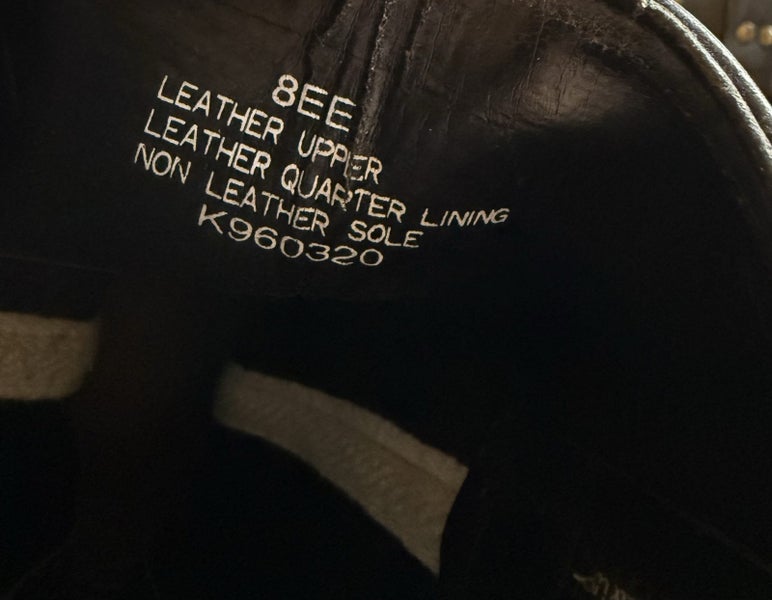 8EE
LEATHER UPPER
LEATHER QUARTER LINING
NON LEATHER SOLE
K960320